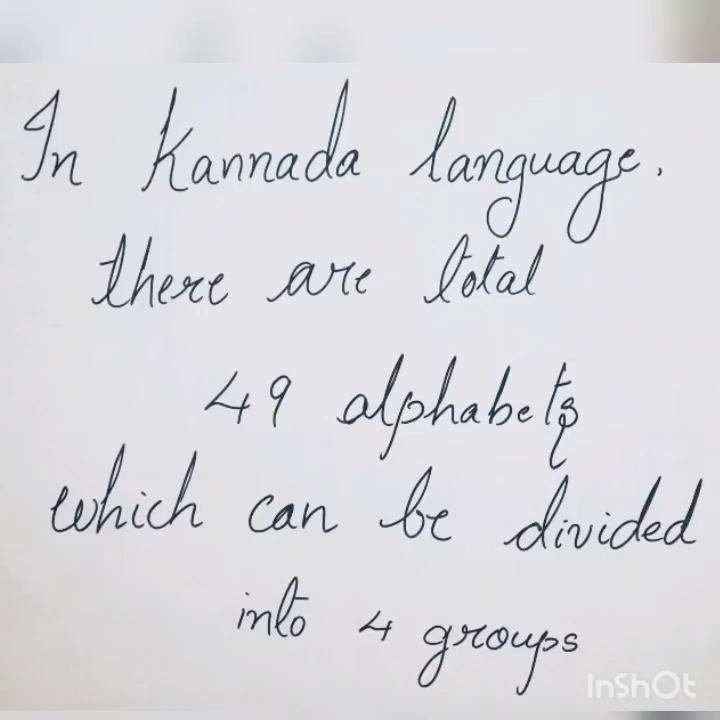 In Kannada language,
there are total
49 alphabets
which can be divided
into 4 groups
InShOt